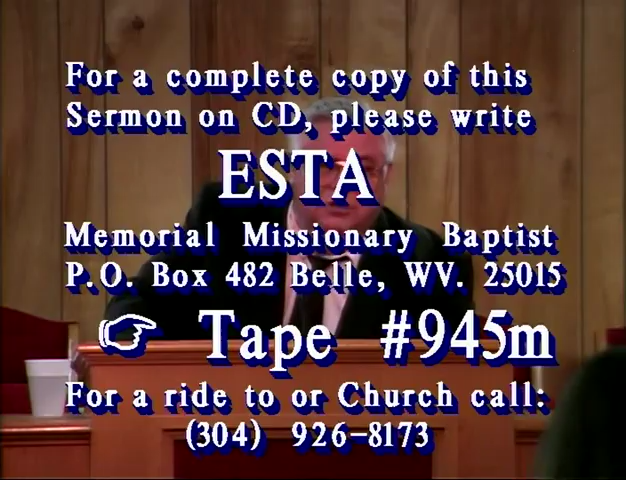 For a complete copy of this
Sermon on CD, please write
ESTA
Memorial Missionary Baptist
P.O. Box 482 Belle, WV. 25015
Tape #945m
For a ride to or Church call:
(304) 926-8173